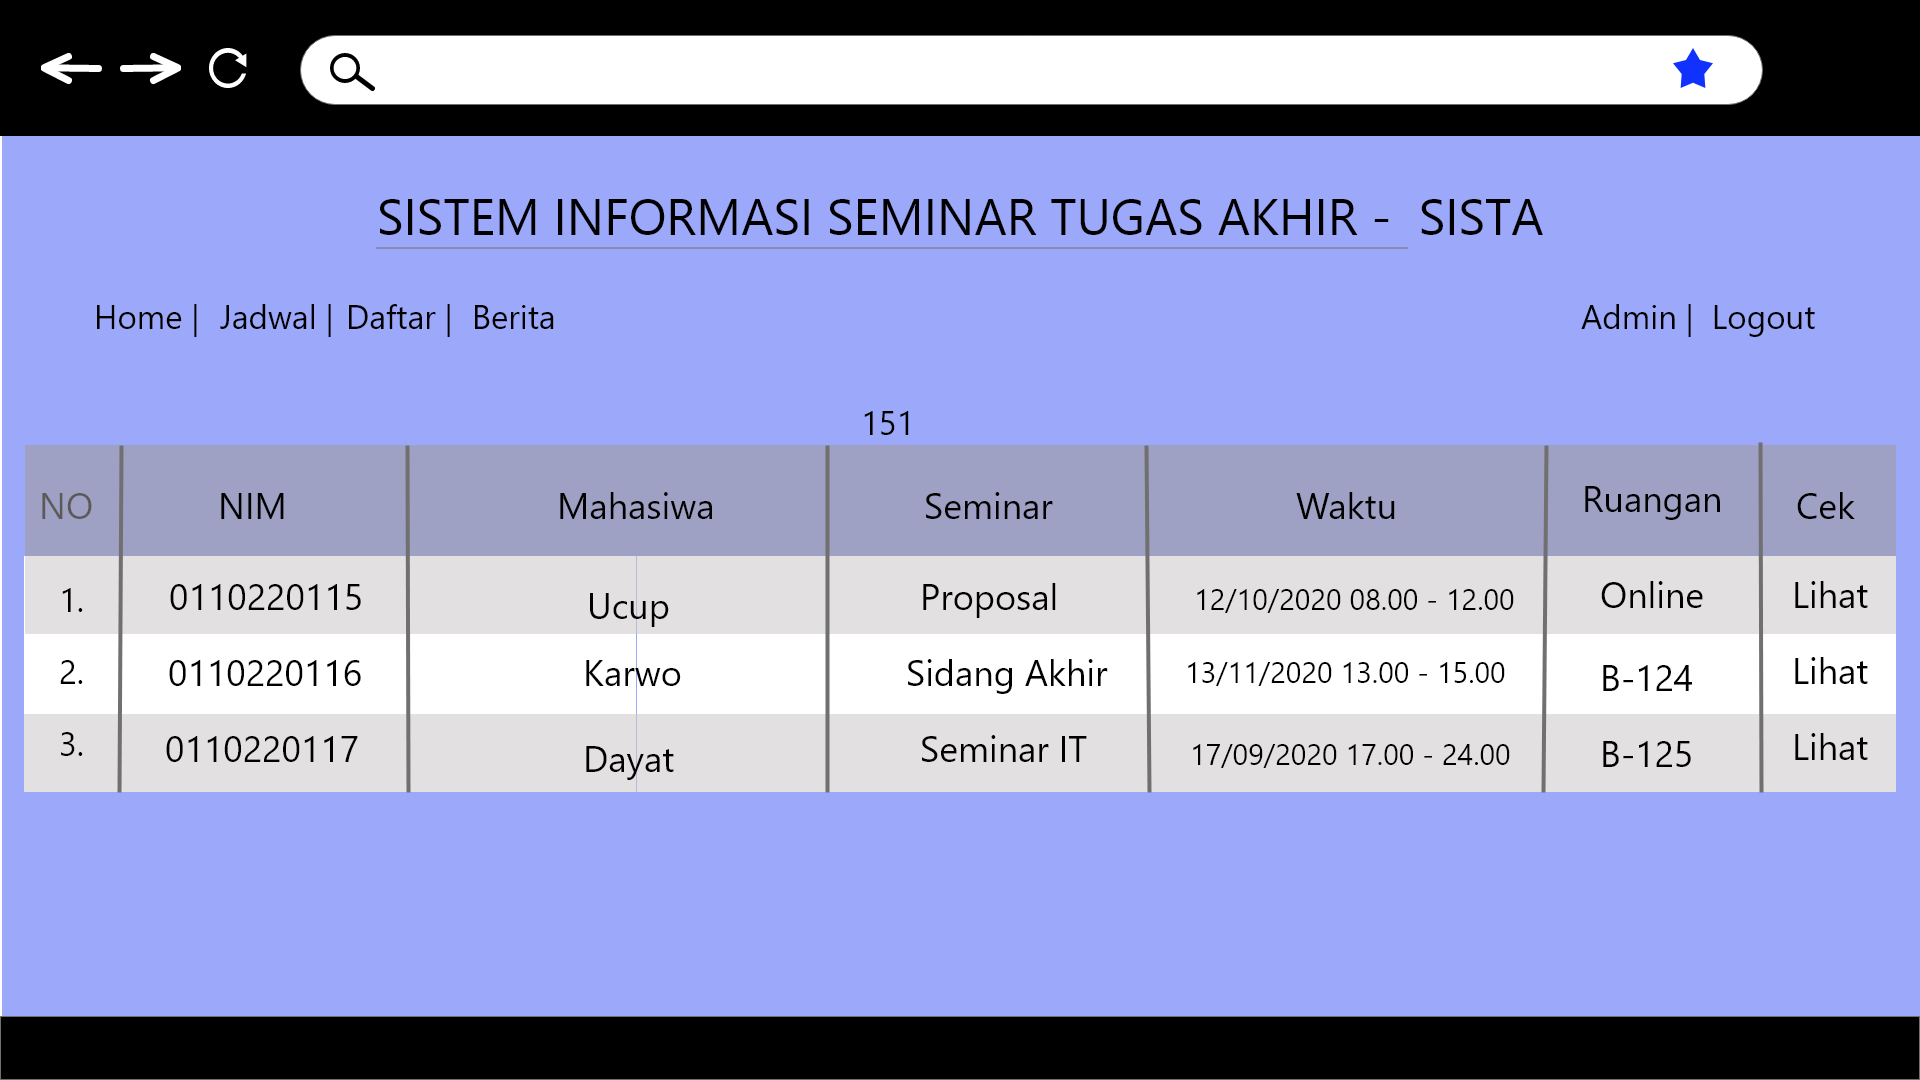 SISTEM INFORMASI SEMINAR TUGAS AKHIR - SISTA
Home | Jadwal | Daftar | Berita Admin | Logout
151
NO NIM Mahasiwa Seminar Waktu Ruangan Cek
1. 0110220115 Ucup Proposal 12/10/2020 08.00 - 12.00 Online Lihat
2. 0110220116 Karwo Sidang Akhir 13/11/2020 13.00 - 15.00 B-124 Lihat
3. 0110220117 Dayat Seminar IT 17/09/2020 17.00 - 24.00 B-125 Lihat